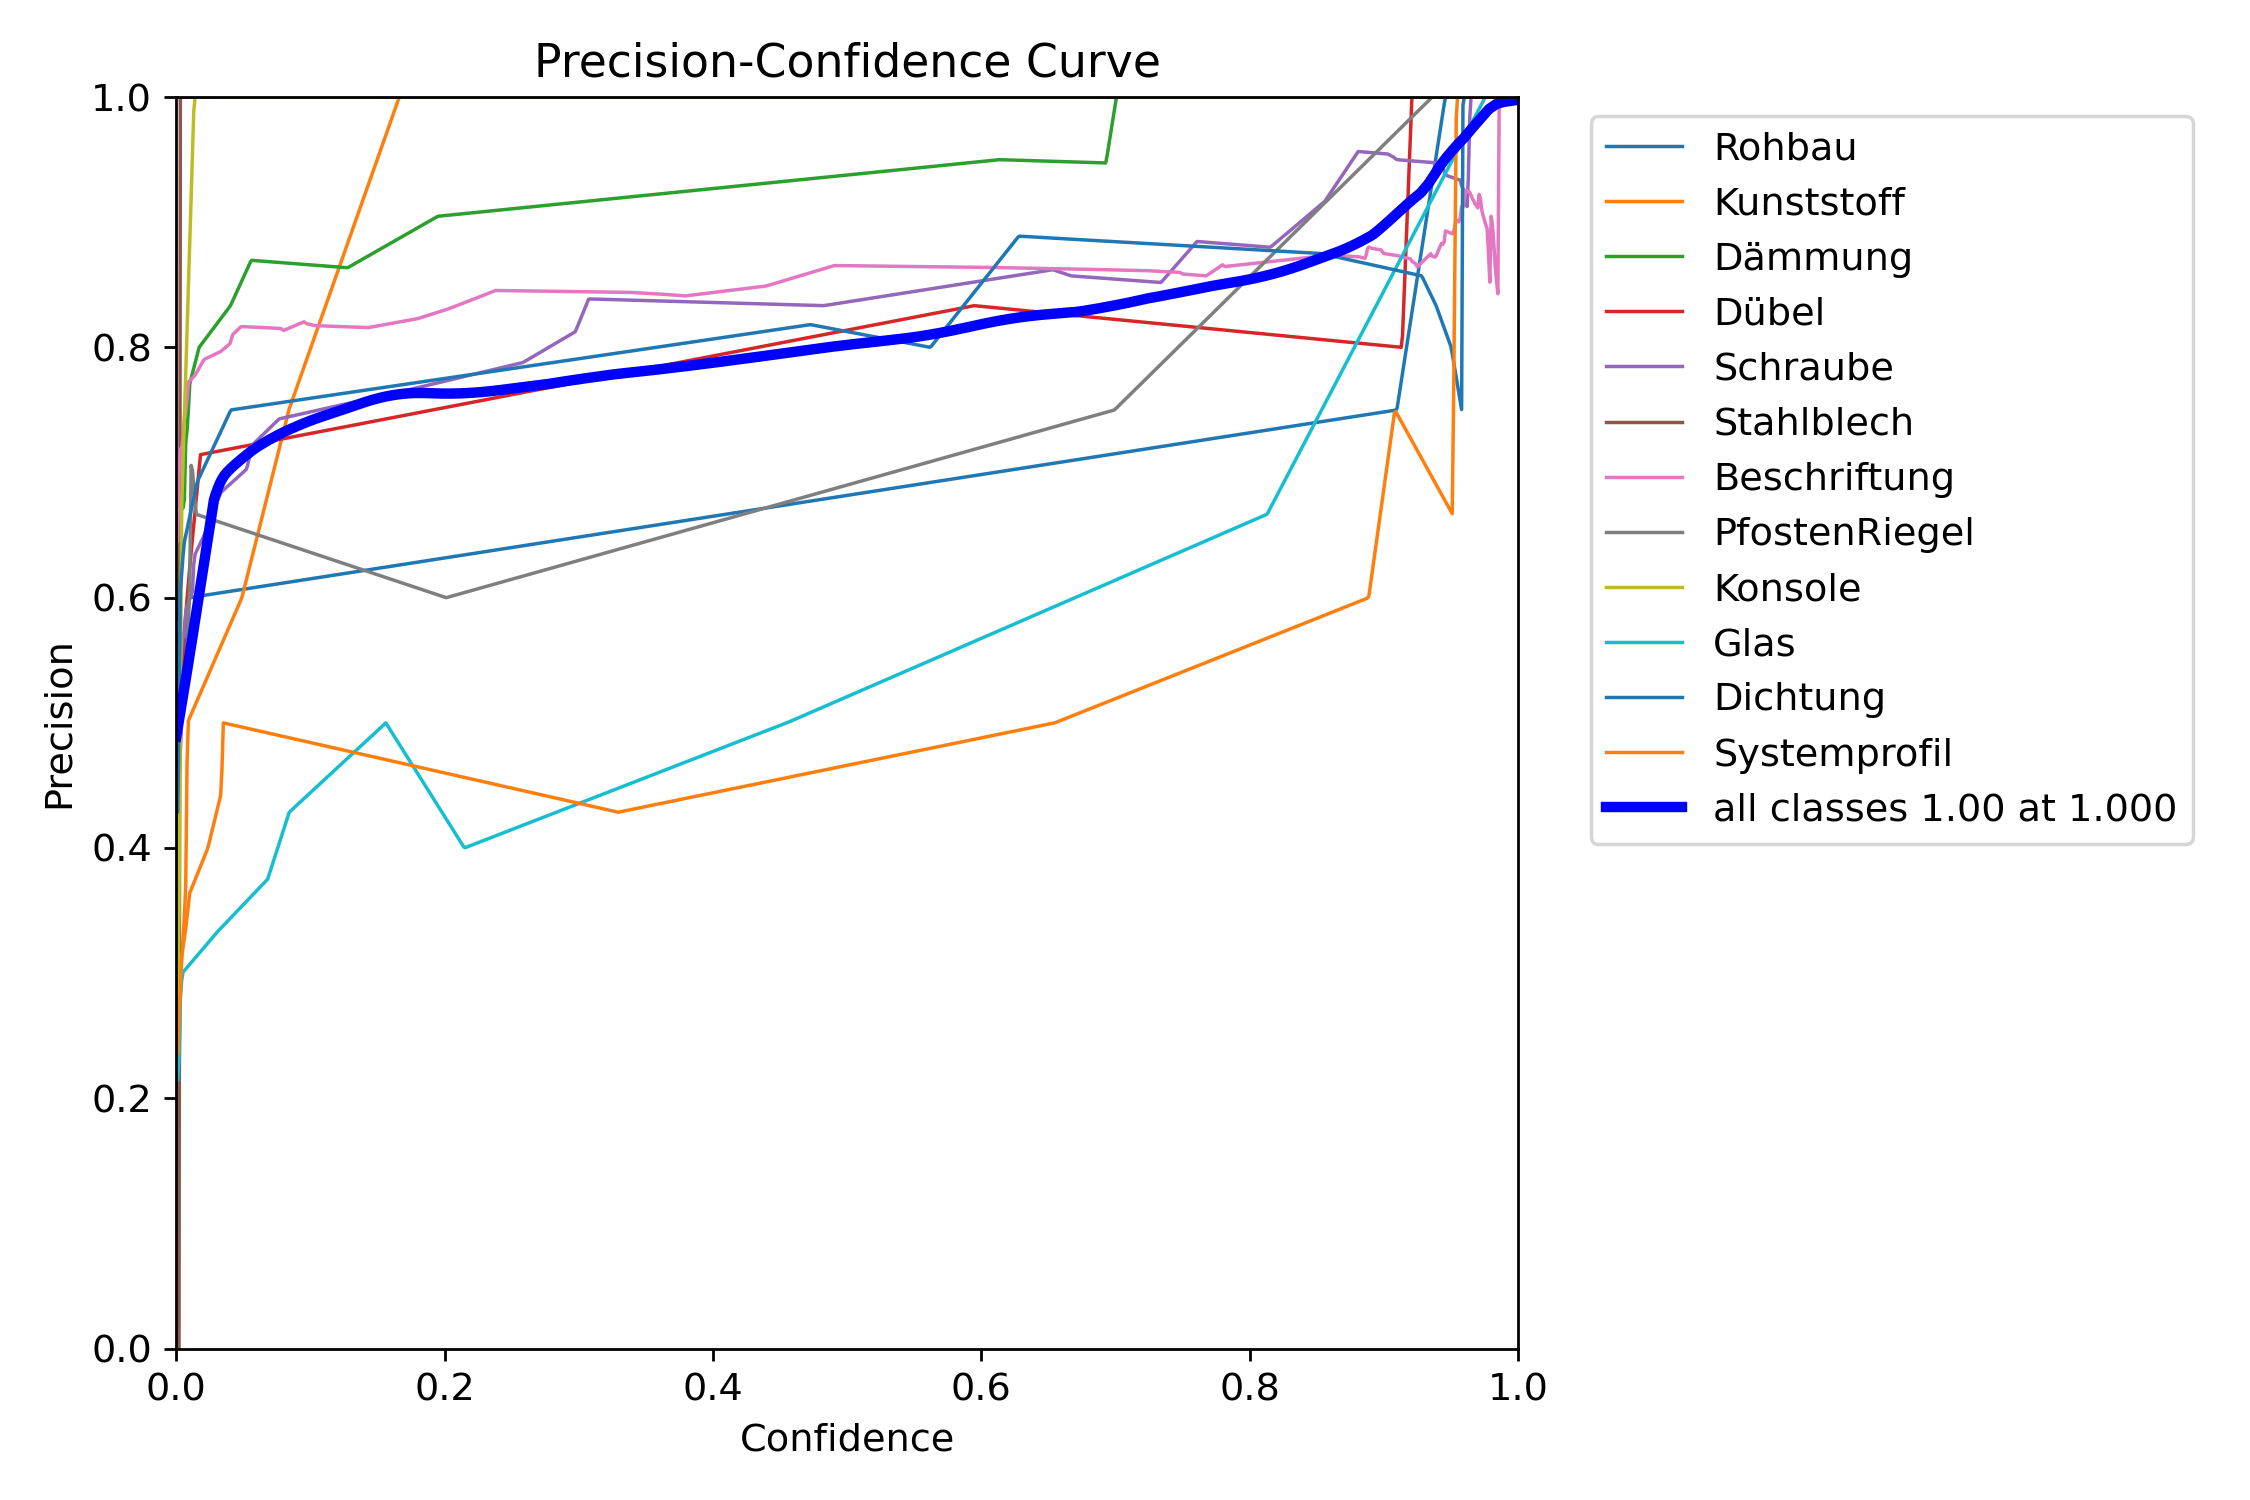 Precision-Confidence Curve
1.0
0.8
0.6
0.4
0.2
0.0
Precision
0.0 0.2 0.4 0.6 0.8 1.0
Confidence
Rohbau
Kunststoff
Dämmung
Dübel
Schraube
Stahlblech
Beschriftung
PfostenRiegel
Konsole
Glas
Dichtung
Systemprofil
all classes 1.00 at 1.000